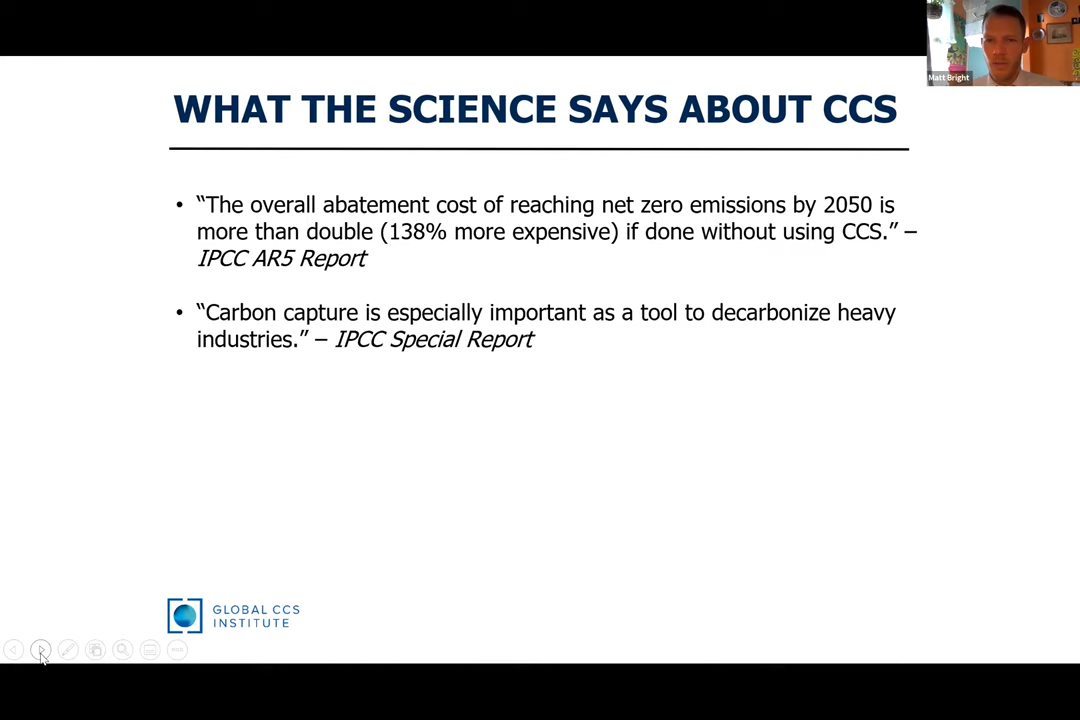 Matt Bright
WHAT THE SCIENCE SAYS ABOUT CCS
• “The overall abatement cost of reaching net zero emissions by 2050 is
more than double (138% more expensive) if done without using CCS.” –
IPCC AR5 Report
• “Carbon capture is especially important as a tool to decarbonize heavy
industries.” – IPCC Special Report
GLOBAL CCS
INSTITUTE